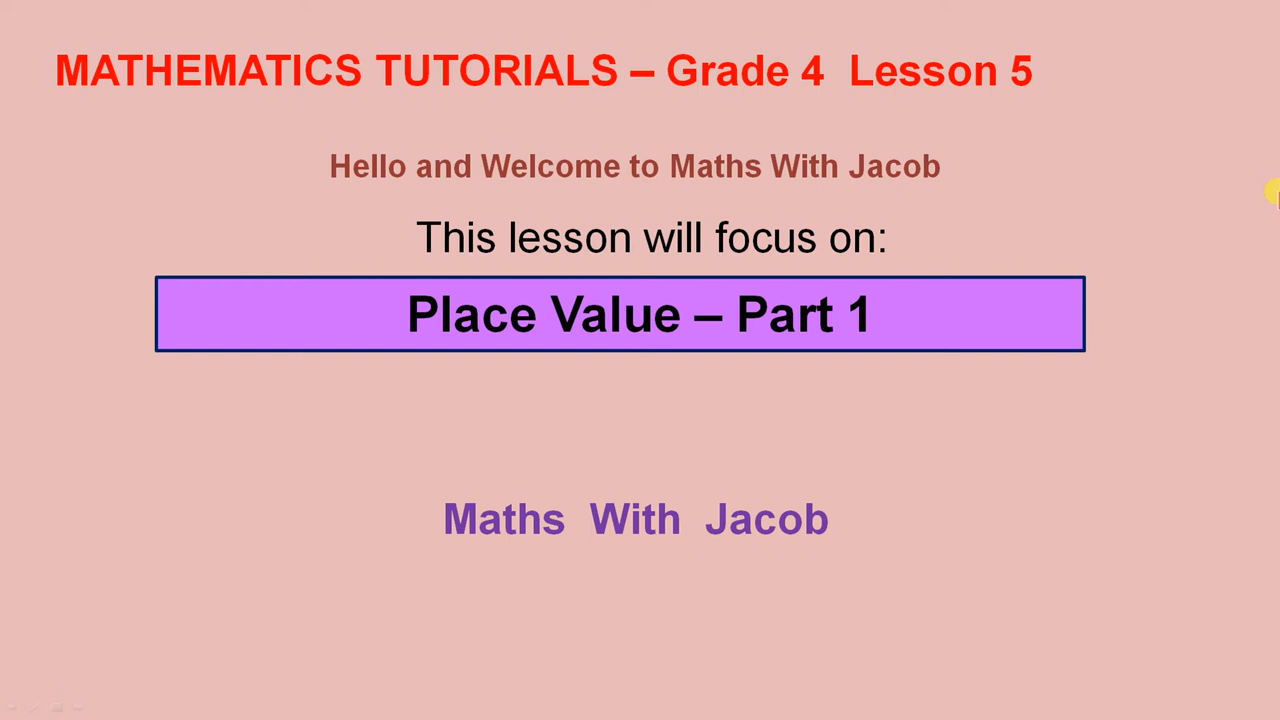 MATHEMATICS TUTORIALS – Grade 4 Lesson 5
Hello and Welcome to Maths With Jacob
This lesson will focus on:
Place Value – Part 1
Maths With Jacob